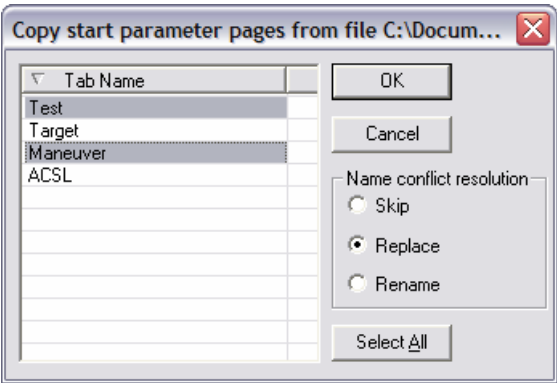 Copy start parameter pages from file C:\Docum...
Tab Name
Test
Target
Maneuver
ACSL
OK
Cancel
Name conflict resolution
Skip
Replace
Rename
Select All